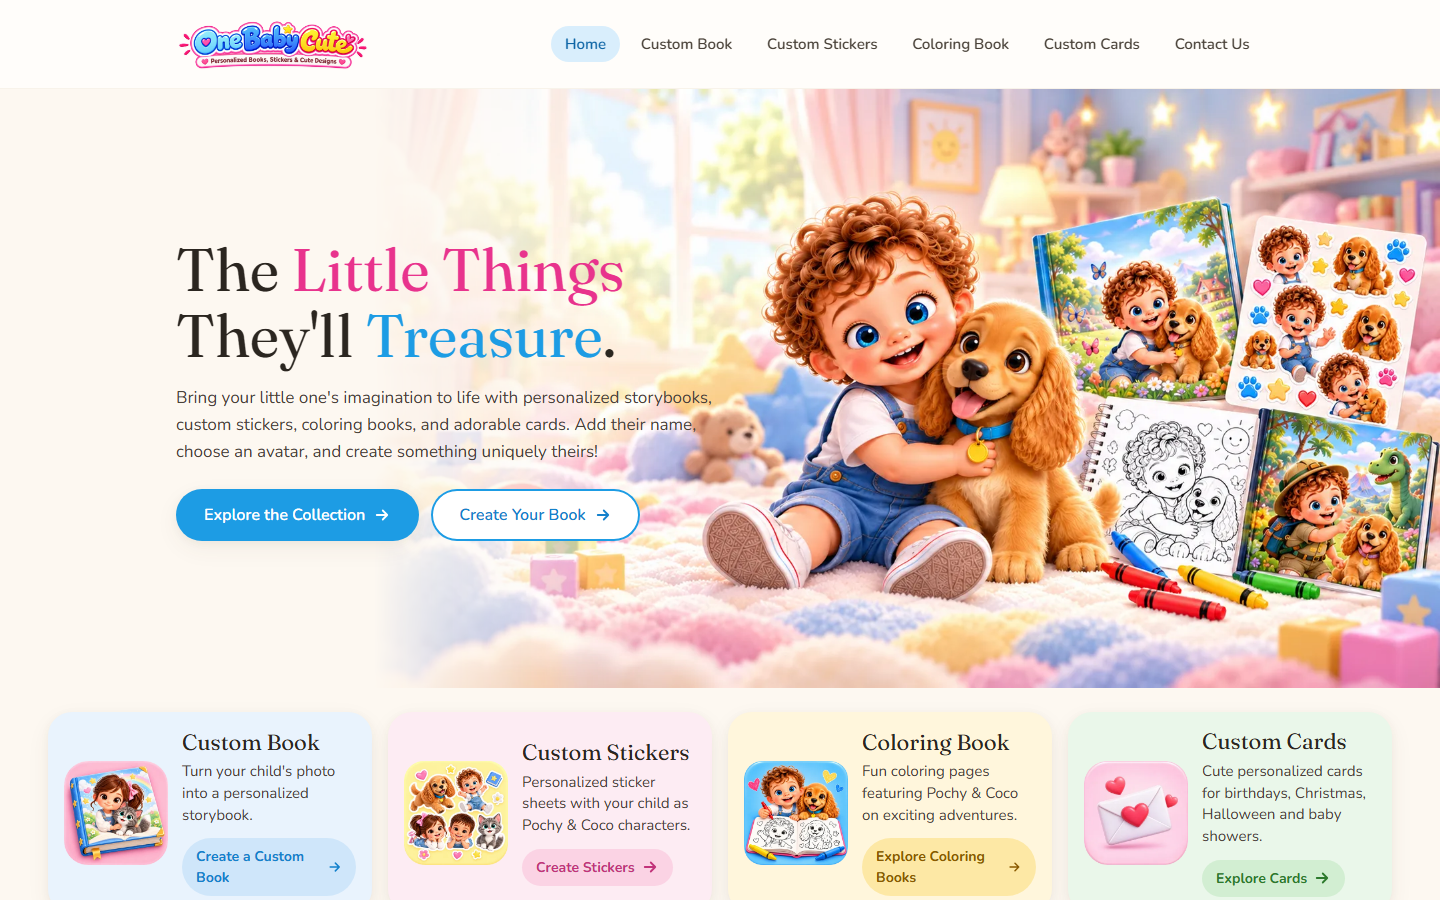 One Baby Cute
Personalized Books, Stickers & Cute Designs
Home
Custom Book
Custom Stickers
Coloring Book
Custom Cards
Contact Us
The Little Things
They'll Treasure.
Bring your little one's imagination to life with personalized storybooks,
custom stickers, coloring books, and adorable cards. Add their name,
choose an avatar, and create something uniquely theirs!
Explore the Collection
Create Your Book
Custom Book
Turn your child's photo
into a personalized
storybook.
Create a Custom
Book
Custom Stickers
Personalized sticker
sheets with your child as
Pochy & Coco characters.
Create Stickers
Coloring Book
Fun coloring pages
featuring Pochy & Coco
on exciting adventures.
Explore Coloring
Books
Custom Cards
Cute personalized cards
for birthdays, Christmas,
Halloween and baby
showers.
Explore Cards